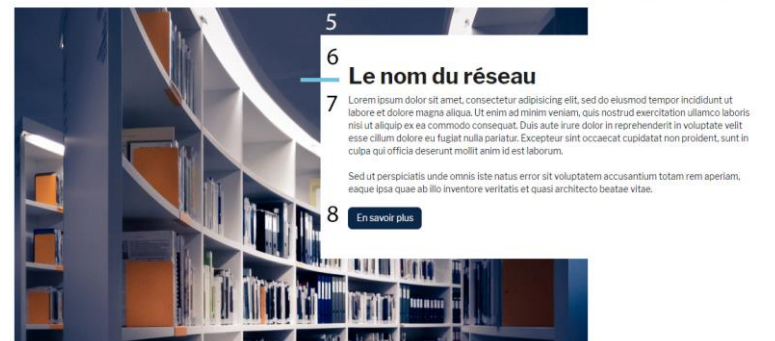 5
6
Le nom du réseau
7
Lorem ipsum dolor sit amet, consectetur adipisicing elit, sed do eiusmod tempor incididunt ut
labore et dolore magna aliqua. Ut enim ad minim veniam, quis nostrud exercitation ullamco laboris
nisi ut aliquip ex ea commodo consequat. Duis aute irure dolor in reprehenderit in voluptate velit
esse cillum dolore eu fugiat nulla pariatur. Excepteur sint occaecat cupidatat non proident, sunt in
culpa qui officia deserunt mollit anim id est laborum.
Sed ut perspiciatis unde omnis iste natus error sit voluptatem accusantium totam rem aperiam,
eaque ipsa quae ab illo inventore veritatis et quasi architecto beatae vitae.
8
En savoir plus